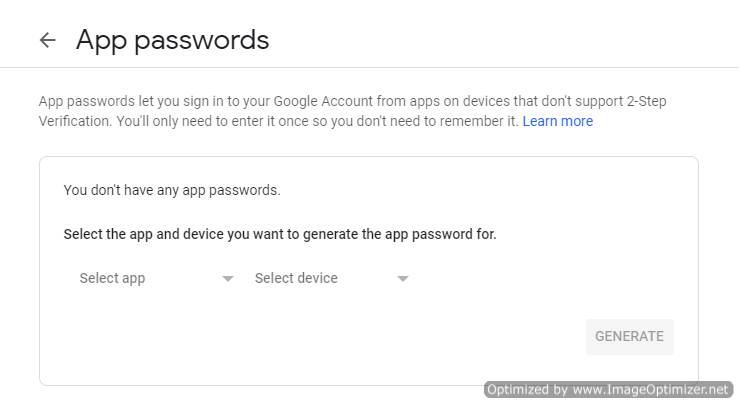 App passwords
App passwords let you sign in to your Google Account from apps on devices that don't support 2-Step
Verification. You'll only need to enter it once so you don't need to remember it. Learn more
You don't have any app passwords.
Select the app and device you want to generate the app password for.
Select app Select device
GENERATE
Optimized by www.ImageOptimizer.net